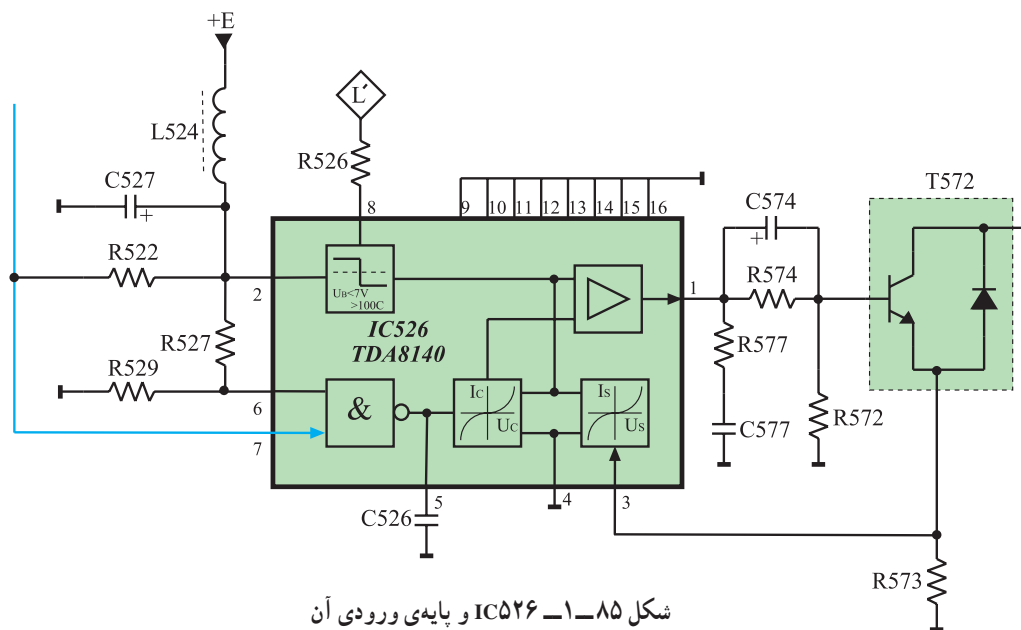 +E
L524
L′
R526
C527
+
8
9
10
11
12
13
14
15
16
T572
C574
+
R522
2
UB<7V
>100C
1
R574
IC526
TDA8140
R527
R577
R529
6
&
IC
UC
IS
US
C577
R572
7
5
4
3
C526
R573
شکل ۸۵ــ۱ــ IC۵۲۶ و پایه‌ی ورودی آن